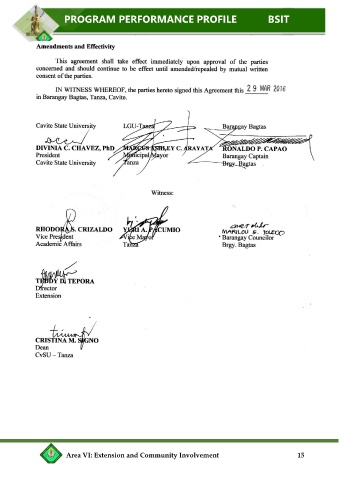 PROGRAM PERFORMANCE PROFILE BSIT
Amendments and Effectivity
This agreement shall take effect immediately upon approval of the parties
concerned and should continue to be effect until amended/repealed by mutual written
consent of the parties.
IN WITNESS WHEREOF, the parties hereto signed this Agreement this 29 MAR 2016
in Barangay Bagtas, Tanza, Cavite.
Cavite State University LGU-Tanza Barangay Bagtas
DIVINIA C. CHAVEZ, PhD MARCUS ASHLEY C. ARAYATA RONALDO P. CAPAO
President Municipal Mayor Barangay Captain
Cavite State University Tanza Brgy. Bagtas
Witness:
RHODORA S. CRIZALDO YURI A. PACUMIO MARILOU S. TOLEDO
Vice President Vice Mayor Barangay Councilor
Academic Affairs Tanza Brgy. Bagtas
TEDDY D. TEPORA
Director
Extension
CRISTINA M. SIGNO
Dean
CvSU – Tanza
Area VI: Extension and Community Involvement 15